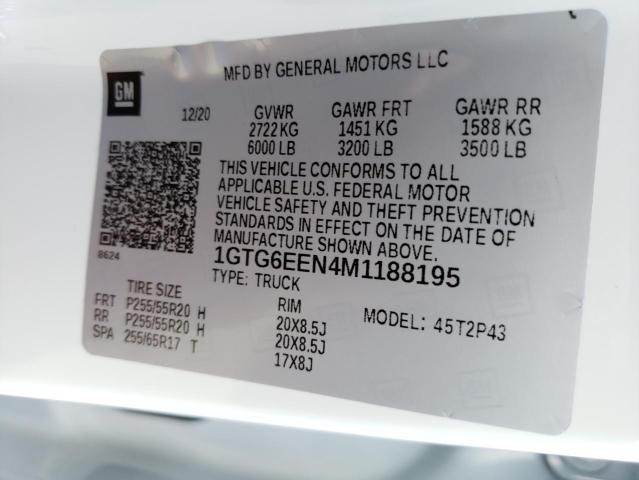 GM
MFD BY GENERAL MOTORS LLC
12/20 GVWR GAWR FRT GAWR RR
2722 KG 1451 KG 1588 KG
6000 LB 3200 LB 3500 LB
THIS VEHICLE CONFORMS TO ALL
APPLICABLE U.S. FEDERAL MOTOR
VEHICLE SAFETY AND THEFT PREVENTION
STANDARDS IN EFFECT ON THE DATE OF
MANUFACTURE SHOWN ABOVE.
8624
1GTG6EEN4M1188195
TYPE: TRUCK
TIRE SIZE RIM
FRT P255/55R20 H 20X8.5J MODEL: 45T2P43
RR P255/55R20 H 20X8.5J
SPA 255/65R17 T 17X8J